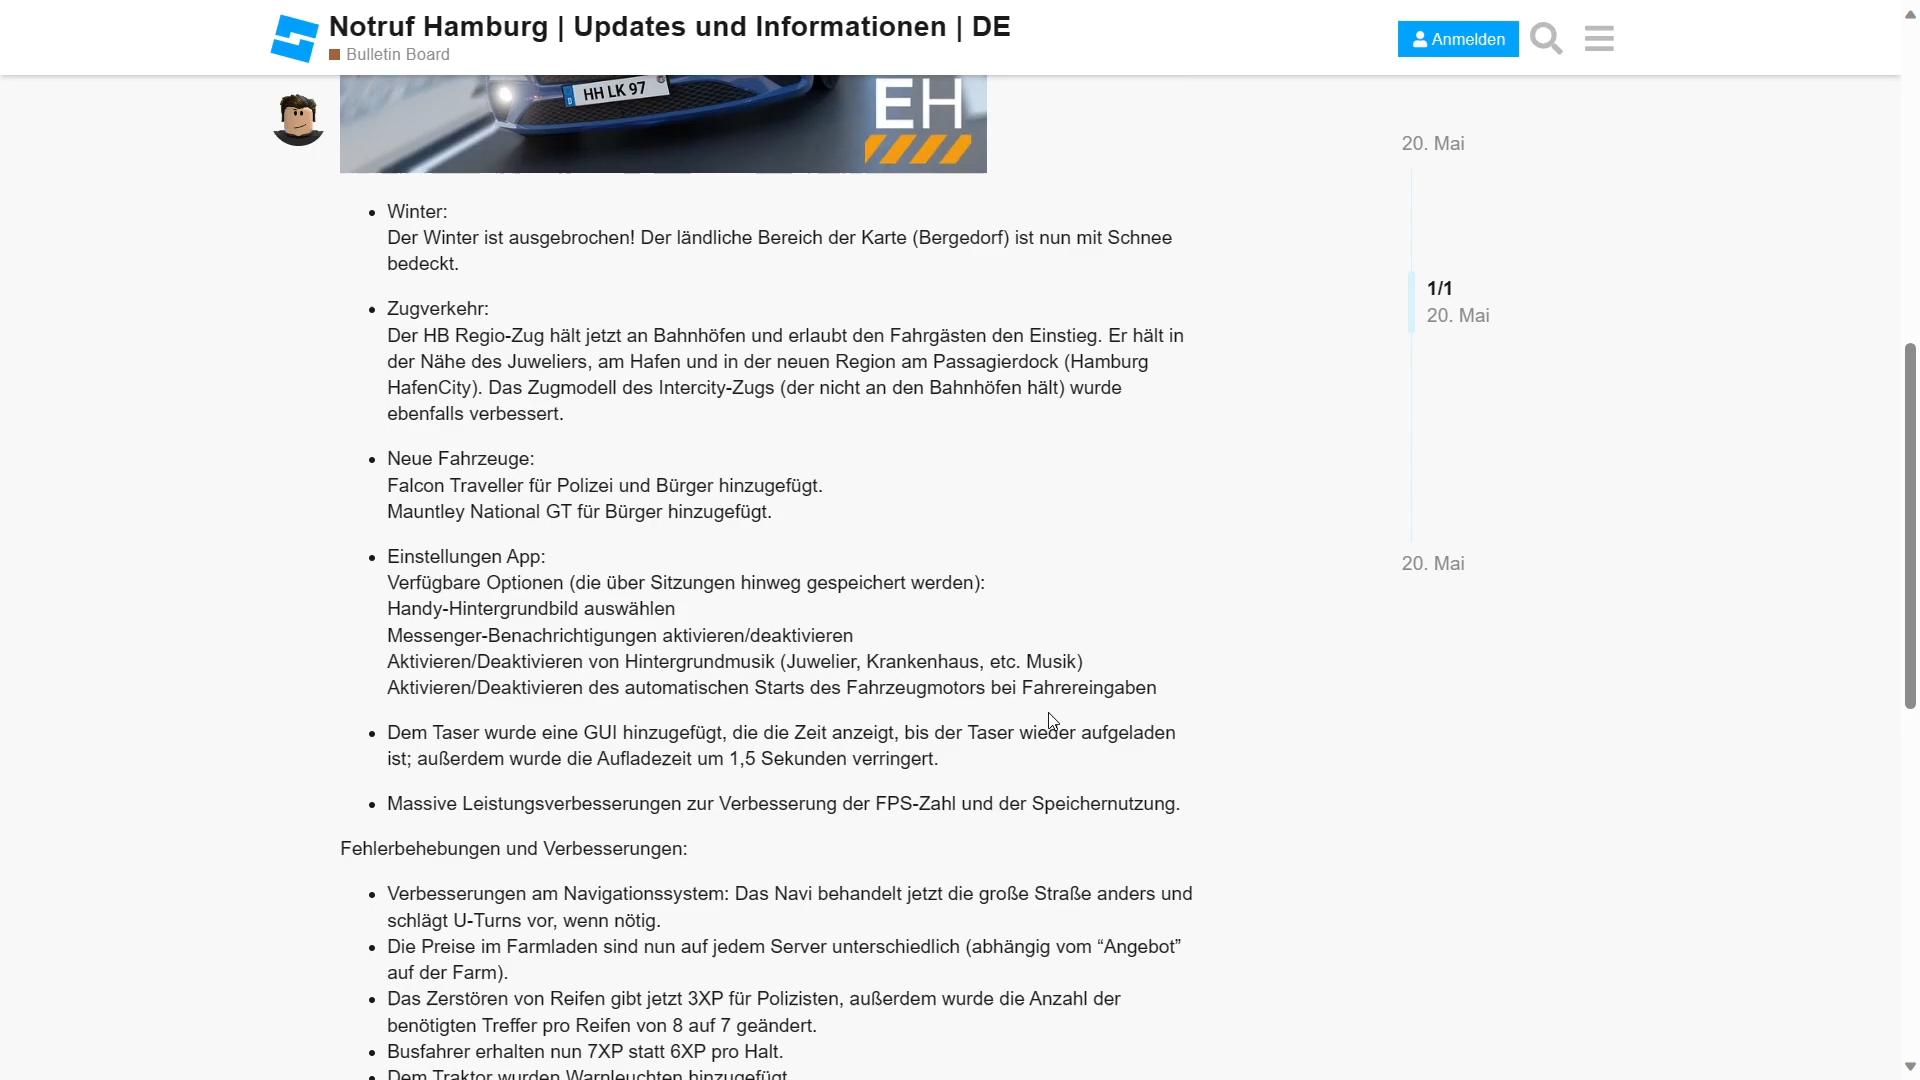 Notruf Hamburg | Updates und Informationen | DE
Bulletin Board
Anmelden
HH LK 97
EH
20. Mai
1/1
20. Mai
20. Mai
Winter:
Der Winter ist ausgebrochen! Der ländliche Bereich der Karte (Bergedorf) ist nun mit Schnee
bedeckt.
Zugverkehr:
Der HB Regio-Zug hält jetzt an Bahnhöfen und erlaubt den Fahrgästen den Einstieg. Er hält in
der Nähe des Juweliers, am Hafen und in der neuen Region am Passagierdock (Hamburg
HafenCity). Das Zugmodell des Intercity-Zugs (der nicht an den Bahnhöfen hält) wurde
ebenfalls verbessert.
Neue Fahrzeuge:
Falcon Traveller für Polizei und Bürger hinzugefügt.
Mauntley National GT für Bürger hinzugefügt.
Einstellungen App:
Verfügbare Optionen (die über Sitzungen hinweg gespeichert werden):
Handy-Hintergrundbild auswählen
Messenger-Benachrichtigungen aktivieren/deaktivieren
Aktivieren/Deaktivieren von Hintergrundmusik (Juwelier, Krankenhaus, etc. Musik)
Aktivieren/Deaktivieren des automatischen Starts des Fahrzeugmotors bei Fahrereingaben
Dem Taser wurde eine GUI hinzugefügt, die die Zeit anzeigt, bis der Taser wieder aufgeladen
ist; außerdem wurde die Aufladezeit um 1,5 Sekunden verringert.
Massive Leistungsverbesserungen zur Verbesserung der FPS-Zahl und der Speichernutzung.
Fehlerbehebungen und Verbesserungen:
Verbesserungen am Navigationssystem: Das Navi behandelt jetzt die große Straße anders und
schlägt U-Turns vor, wenn nötig.
Die Preise im Farmladen sind nun auf jedem Server unterschiedlich (abhängig vom “Angebot”
auf der Farm).
Das Zerstören von Reifen gibt jetzt 3XP für Polizisten, außerdem wurde die Anzahl der
benötigten Treffer pro Reifen von 8 auf 7 geändert.
Busfahrer erhalten nun 7XP statt 6XP pro Halt.
Dem Traktor wurden Warnleuchten hinzugefügt